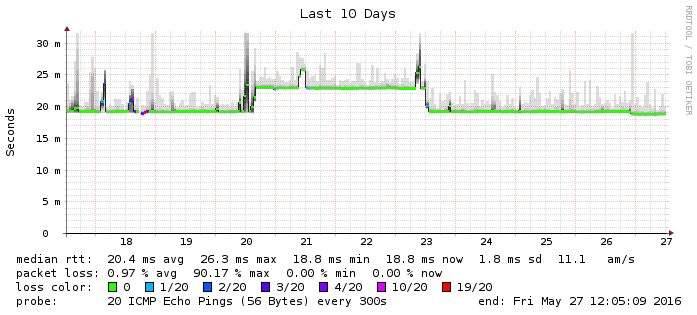 Last 10 Days
RRDTOOL / TOBI OETIKER
Seconds
30 m
25 m
20 m
15 m
10 m
5 m
0
18 19 20 21 22 23 24 25 26 27
median rtt: 20.4 ms avg 26.3 ms max 18.8 ms min 18.8 ms now 1.8 ms sd 11.1 am/s
packet loss: 0.97 % avg 90.17 % max 0.00 % min 0.00 % now
loss color: 0 1/20 2/20 3/20 4/20 10/20 19/20
probe: 20 ICMP Echo Pings (56 Bytes) every 300s end: Fri May 27 12:05:09 2016